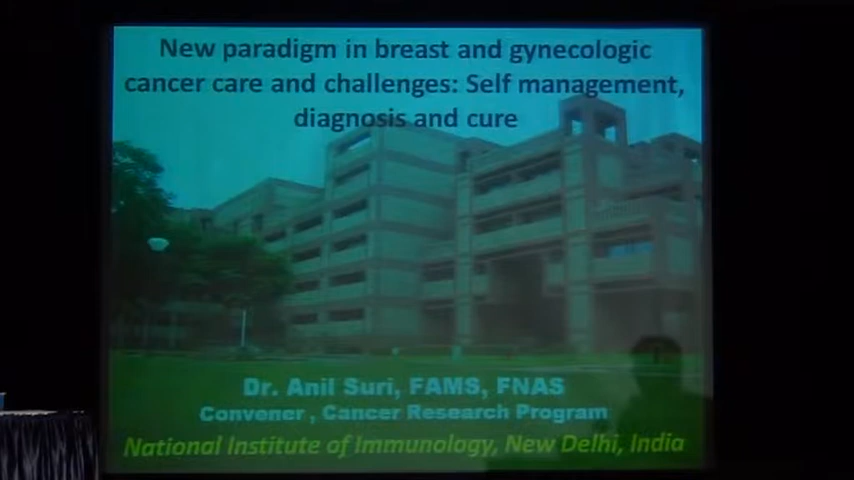 New paradigm in breast and gynecologic
cancer care and challenges: Self management,
diagnosis and cure
Dr. Anil Suri, FAMS, FNAS
Convener , Cancer Research Program
National Institute of Immunology, New Delhi, India